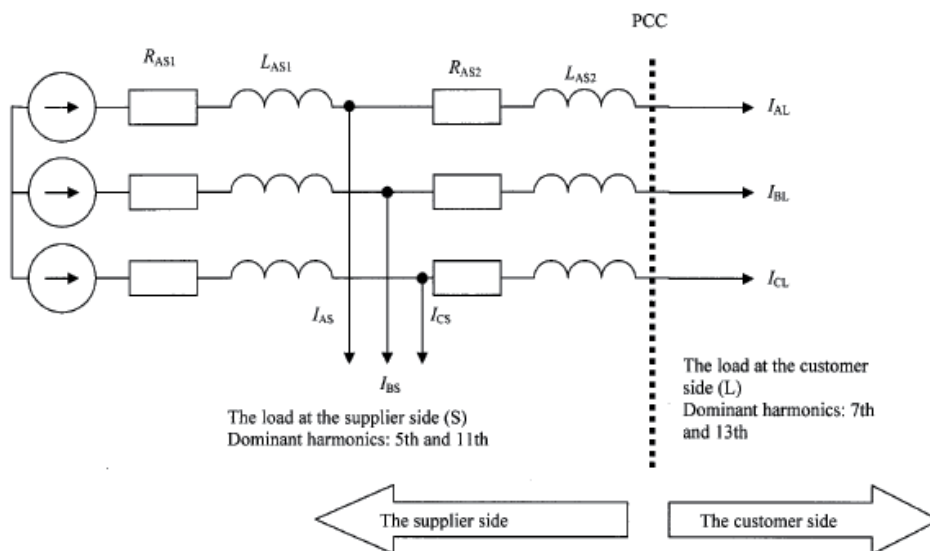 PCC
R_AS1
L_AS1
R_AS2
L_AS2
I_AL
I_BL
I_CL
I_AS
I_CS
I_BS
The load at the supplier side (S)
Dominant harmonics: 5th and 11th
The load at the customer
side (L)
Dominant harmonics: 7th
and 13th
The supplier side
The customer side